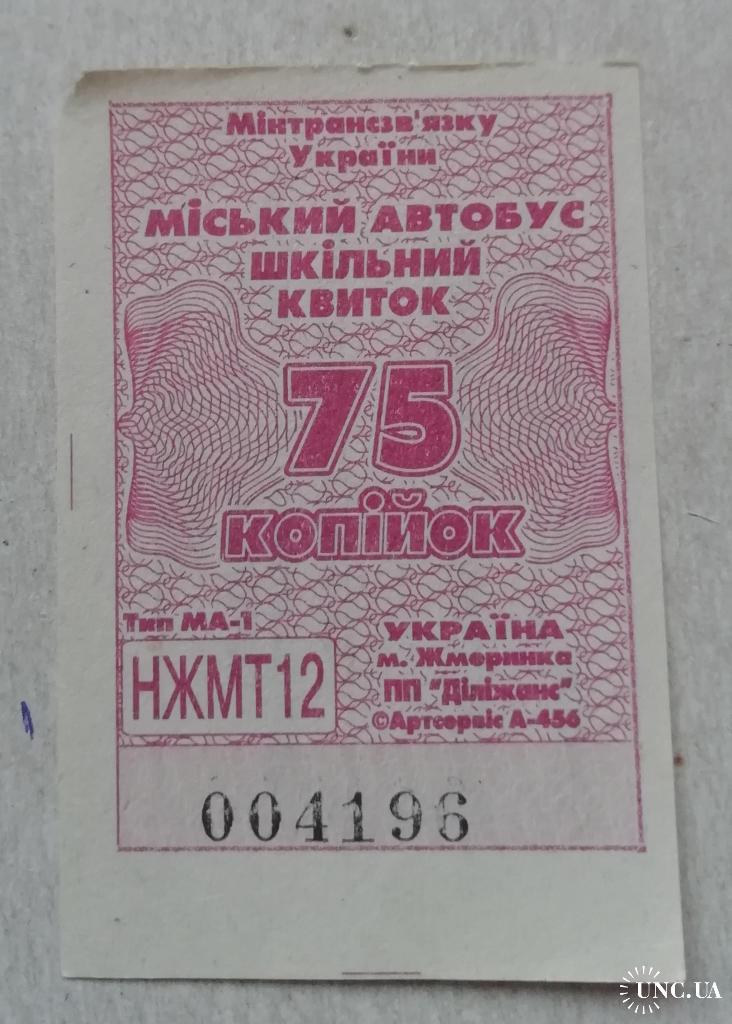 Мінтрансзв'язку
України
МІСЬКИЙ АВТОБУС
ШКІЛЬНИЙ
КВИТОК
75
КОПІЙОК
Тип МА-1
НЖМТ12
УКРАЇНА
м. Жмеринка
ПП "Діліжанс"
©Артсервіс А-456
004196
UNC.UA